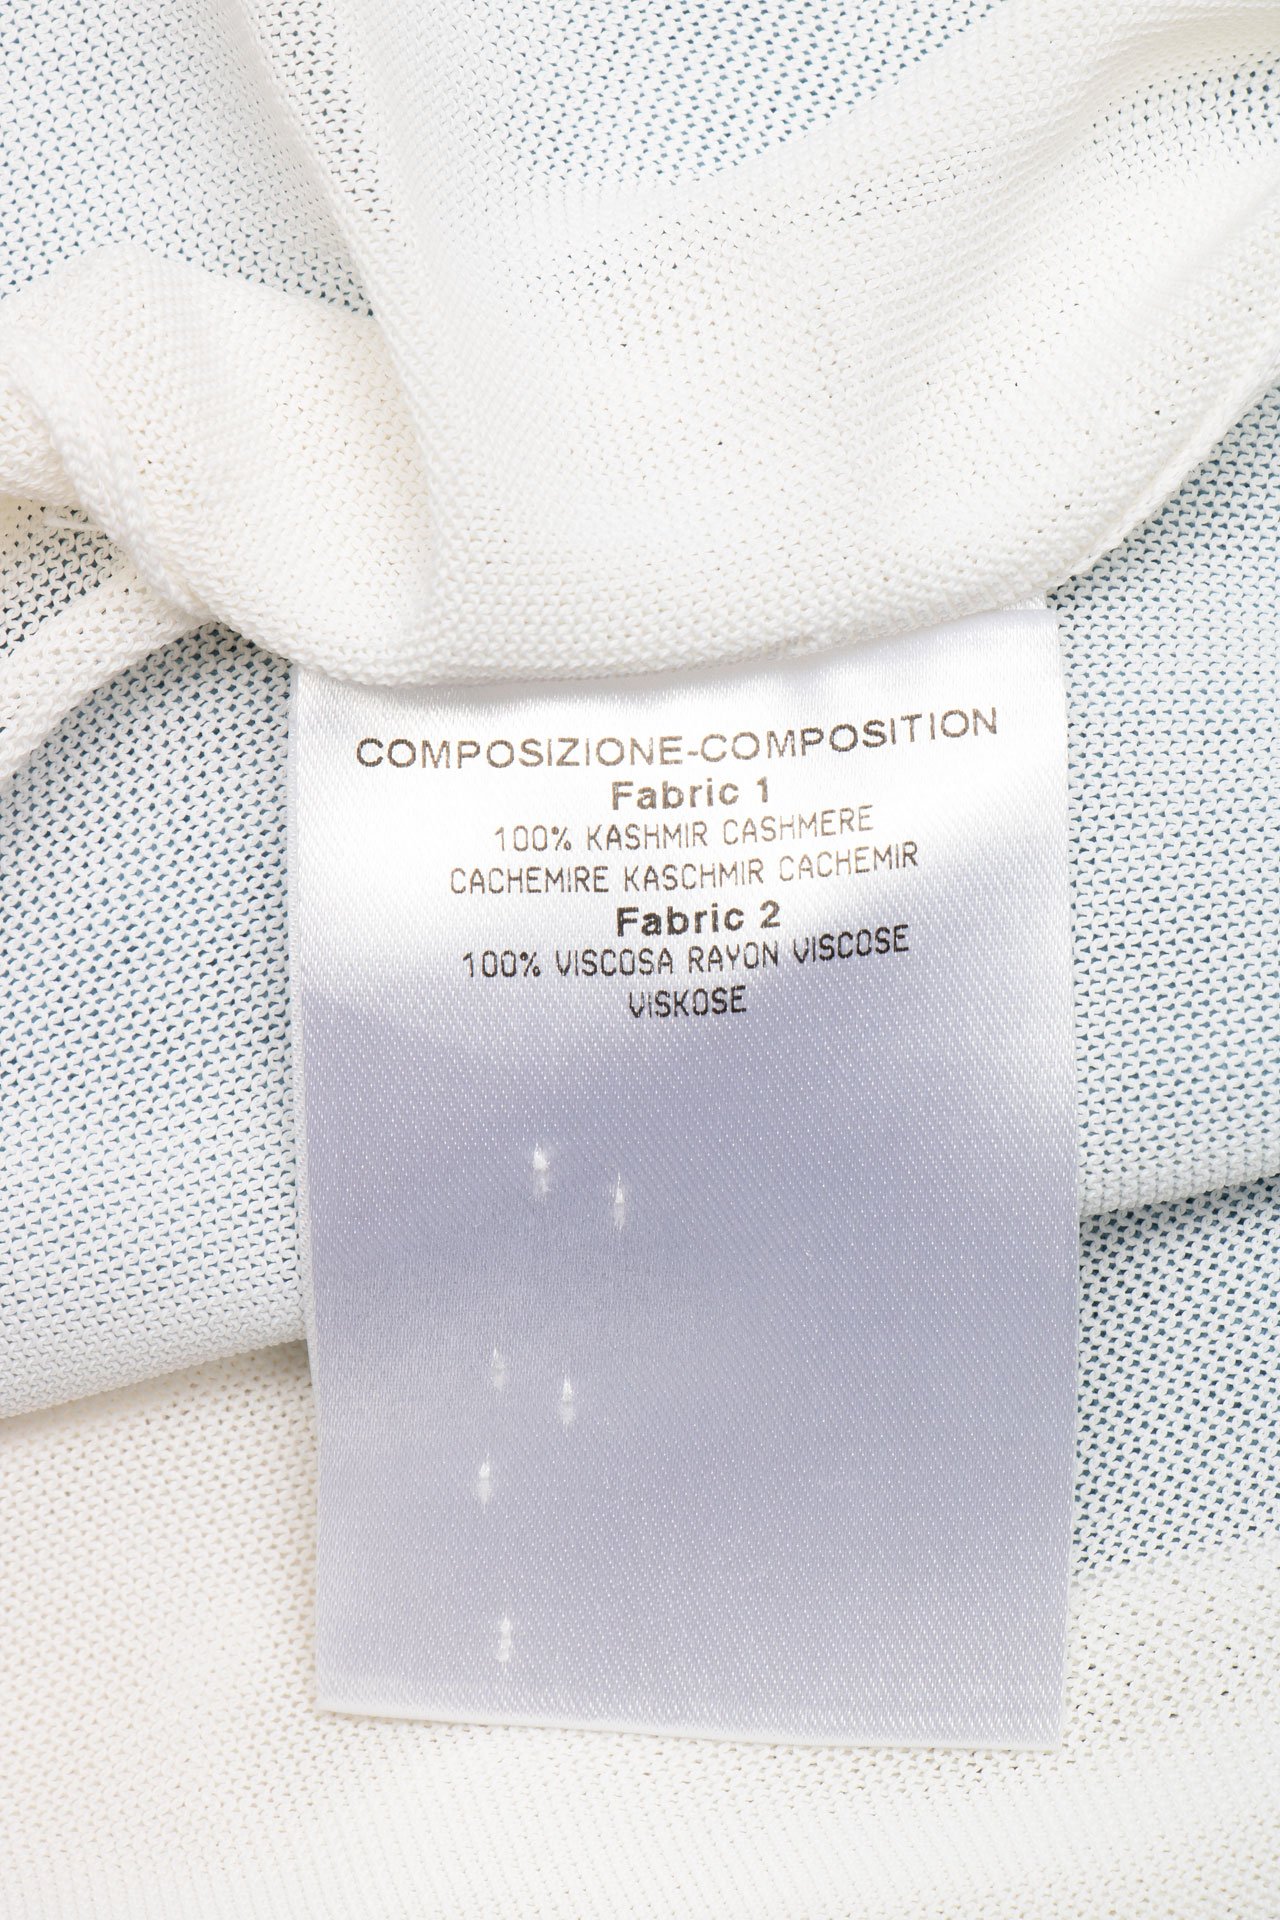 COMPOSIZIONE-COMPOSITION
Fabric 1
100% KASHMIR CASHMERE
CACHEMIRE KASCHMIR CACHEMIR
Fabric 2
100% VISCOSA RAYON VISCOSE
VISKOSE